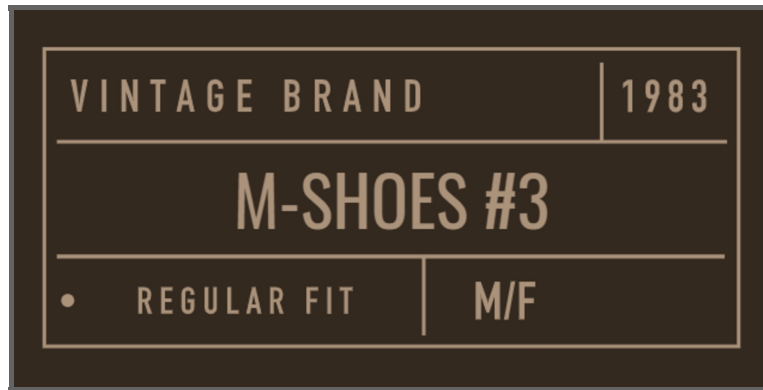 VINTAGE BRAND 1983
M-SHOES #3
• REGULAR FIT M/F